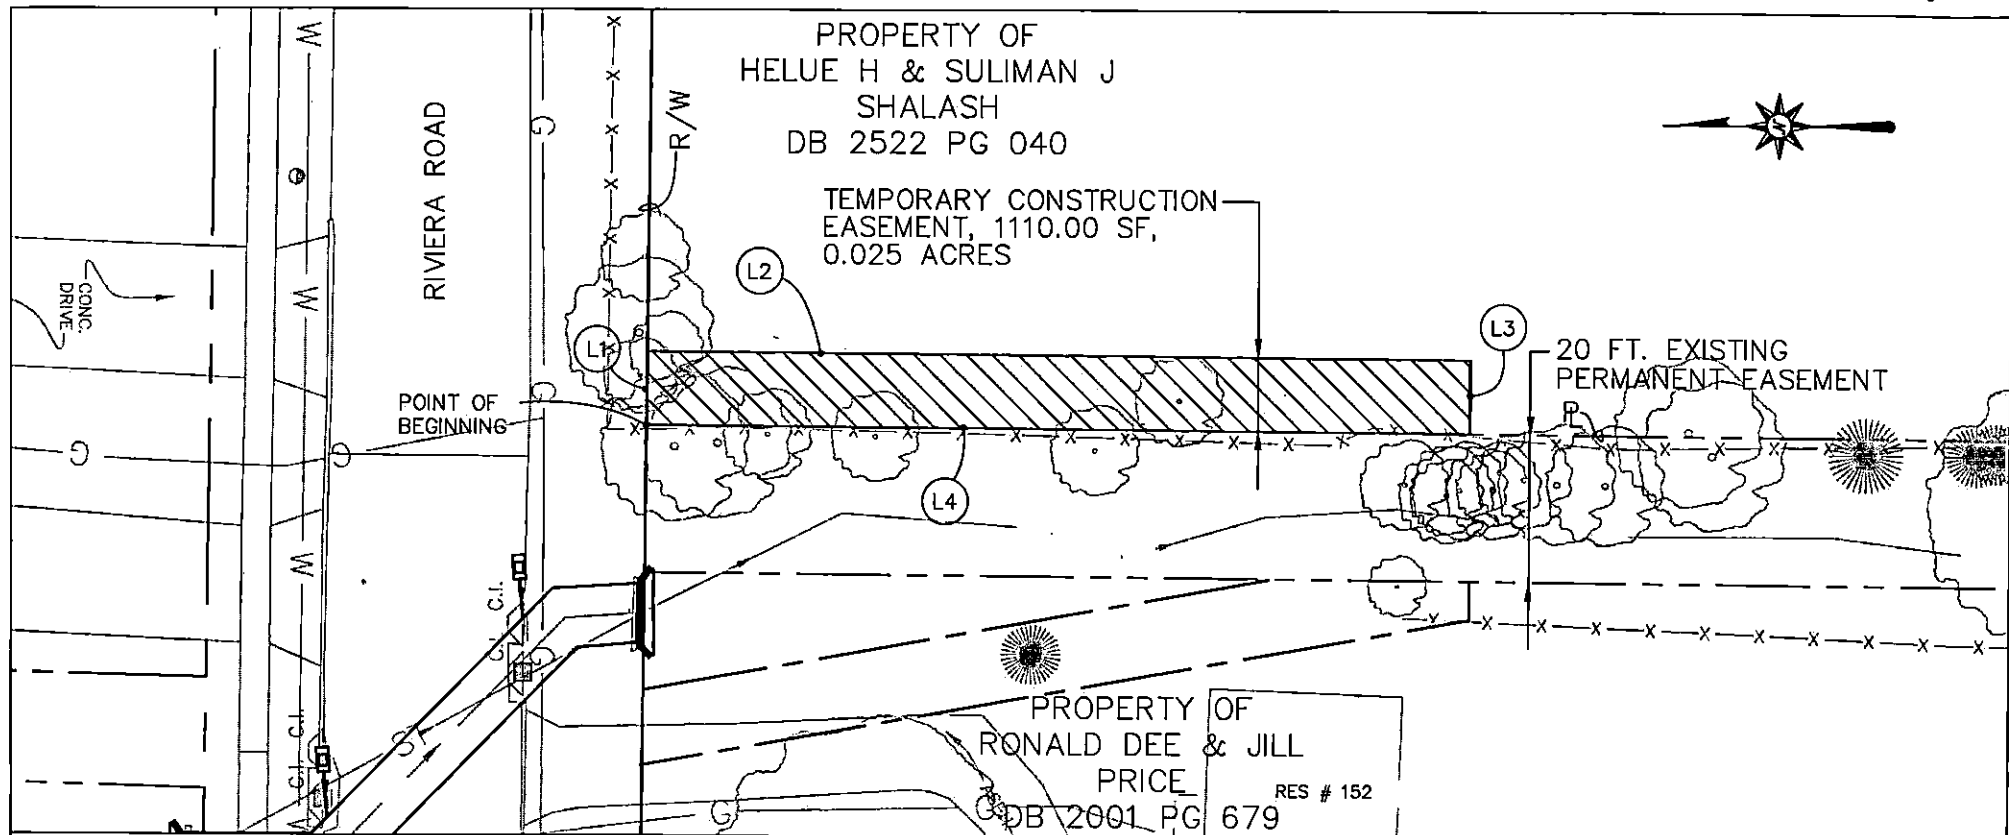 PROPERTY OF
HELUE H & SULIMAN J
SHALASH
DB 2522 PG 040
TEMPORARY CONSTRUCTION
EASEMENT, 1110.00 SF,
0.025 ACRES
RIVIERA ROAD
R/W
W
W
W
G
G
G
G
N
CONC.
DRIVE
L1
L2
L3
L4
POINT OF
BEGINNING
20 FT. EXISTING
PERMANENT EASEMENT
C.I.
C.I.
C.I.
C.I.
ST
G
G
G
PROPERTY OF
RONALD DEE & JILL
PRICE
DB 2001 PG 679
RES # 152